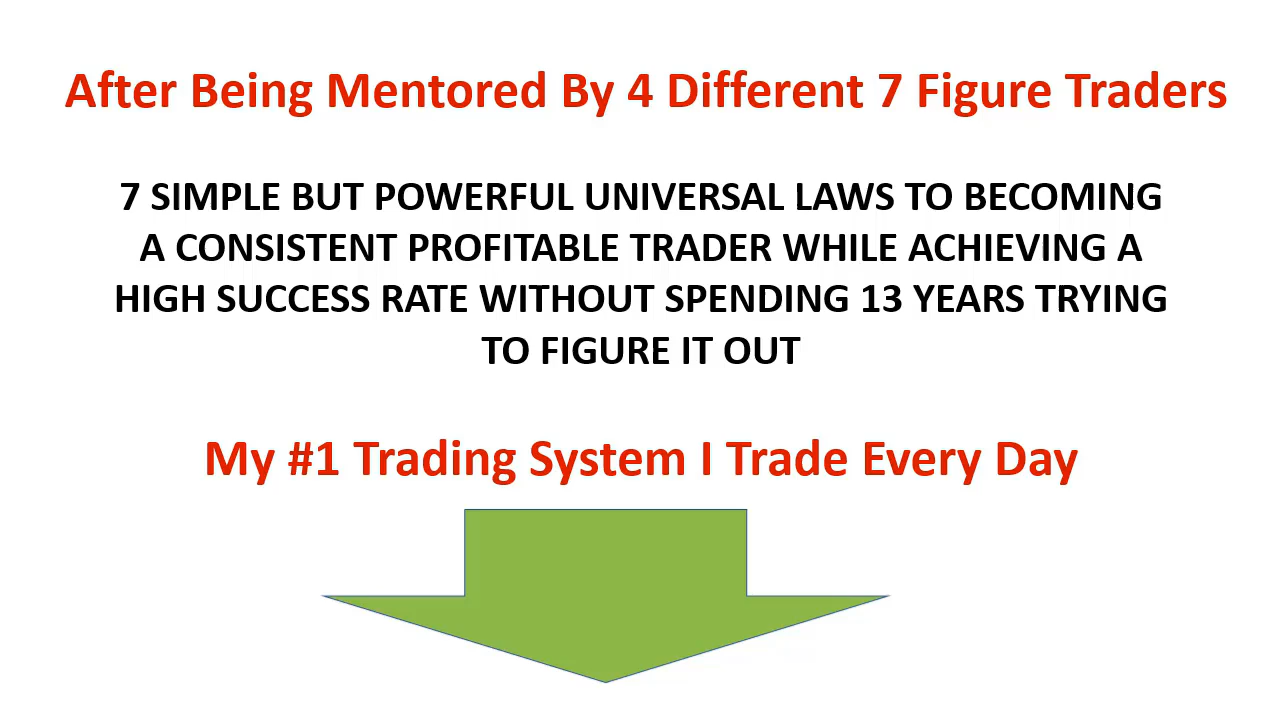 After Being Mentored By 4 Different 7 Figure Traders
7 SIMPLE BUT POWERFUL UNIVERSAL LAWS TO BECOMING
A CONSISTENT PROFITABLE TRADER WHILE ACHIEVING A
HIGH SUCCESS RATE WITHOUT SPENDING 13 YEARS TRYING
TO FIGURE IT OUT
My #1 Trading System I Trade Every Day